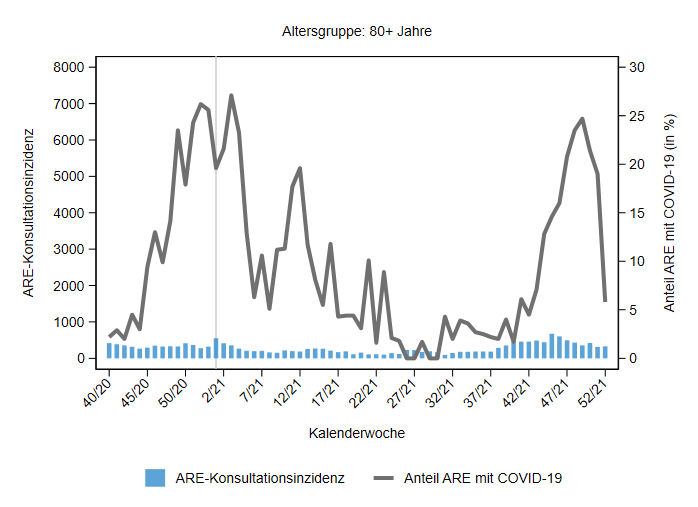 Altersgruppe: 80+ Jahre
8000
7000
6000
5000
4000
3000
2000
1000
0
ARE-Konsultationsinzidenz
30
25
20
15
10
5
0
Anteil ARE mit COVID-19 (in %)
40/20 45/20 50/20 2/21 7/21 12/21 17/21 22/21 27/21 32/21 37/21 42/21 47/21 52/21
Kalenderwoche
ARE-Konsultationsinzidenz Anteil ARE mit COVID-19